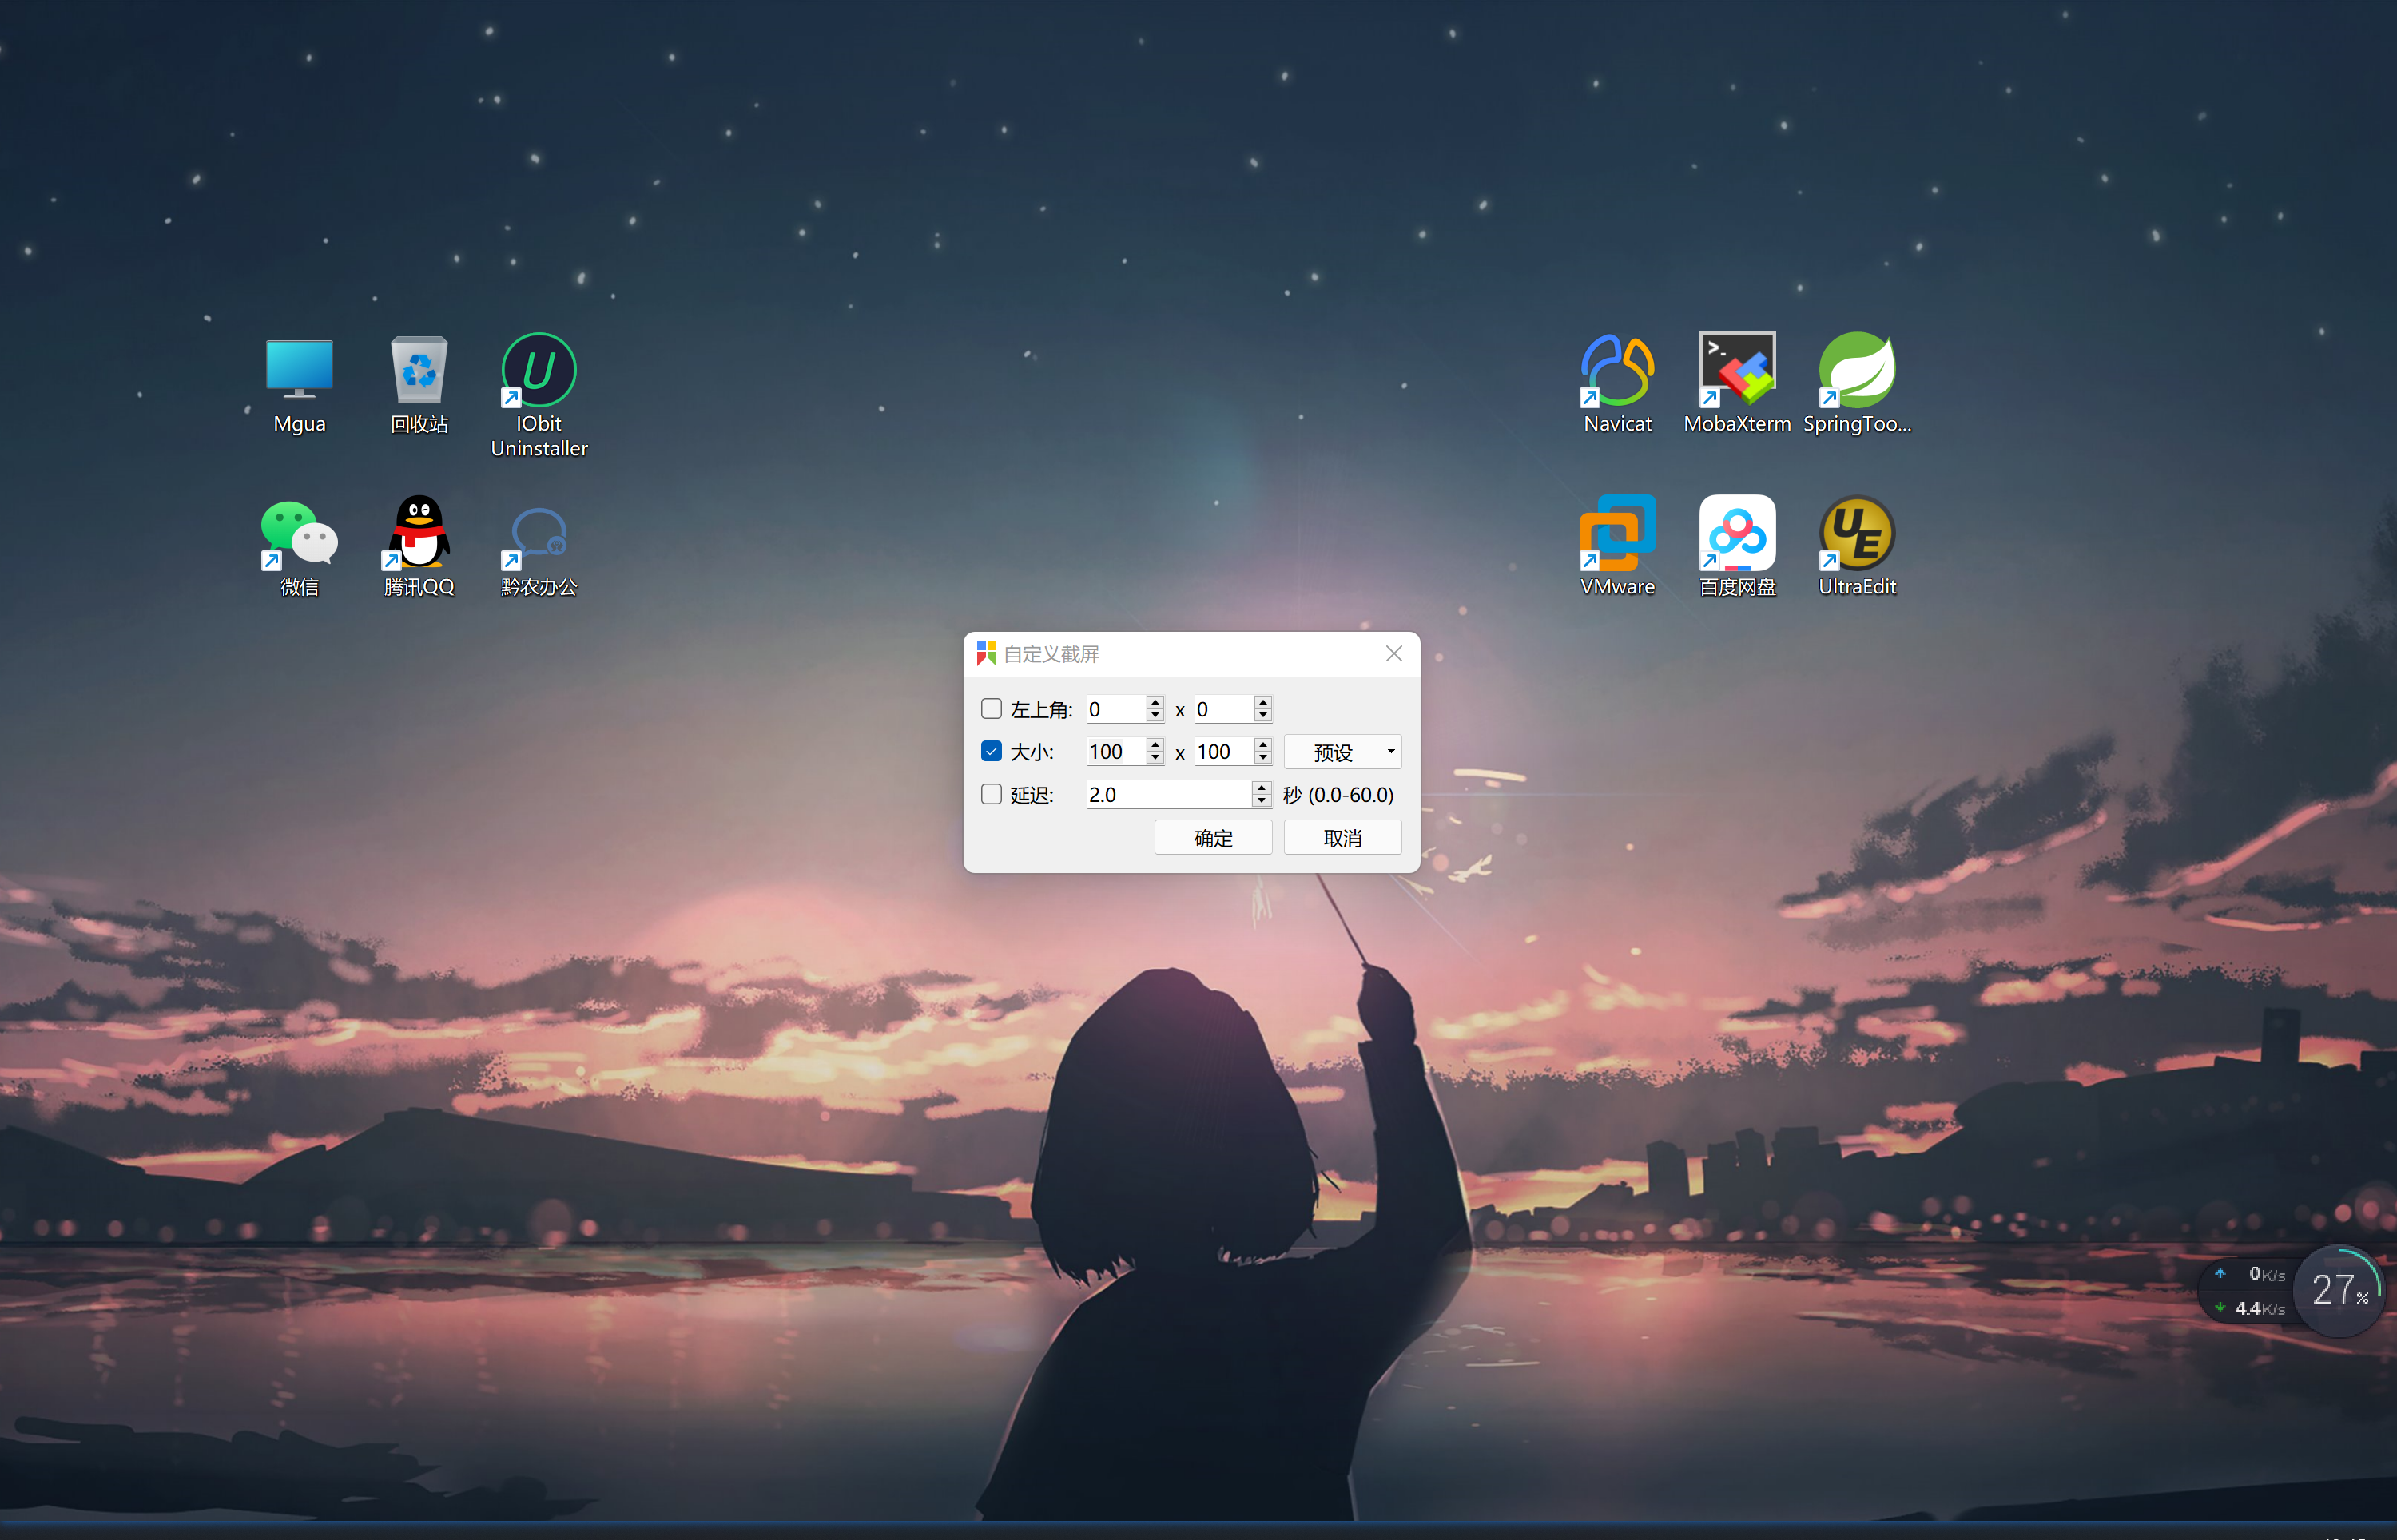 Mgua
回收站
IObit
Uninstaller
Navicat
MobaXterm
SpringToo...
微信
腾讯QQ
黔农办公
VMware
百度网盘
UltraEdit
自定义截屏
左上角: 0 x 0
大小: 100 x 100 预设
延迟: 2.0 秒 (0.0-60.0)
确定 取消
0K/s
4.4K/s
27%